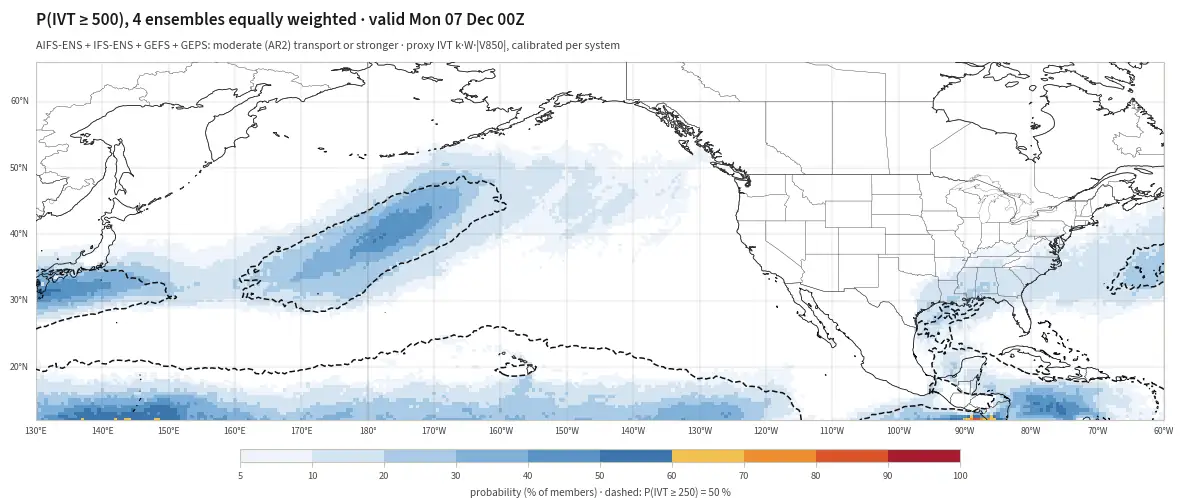 P(IVT ≥ 500), 4 ensembles equally weighted · valid Mon 07 Dec 00Z
AIFS-ENS + IFS-ENS + GEFS + GEPS: moderate (AR2) transport or stronger · proxy IVT k·W·|V850|, calibrated per system
60°N
50°N
40°N
30°N
20°N
130°E 140°E 150°E 160°E 170°E 180° 170°W 160°W 150°W 140°W 130°W 120°W 110°W 100°W 90°W 80°W 70°W 60°W
5 10 20 30 40 50 60 70 80 90 100
probability (% of members) · dashed: P(IVT ≥ 250) = 50 %